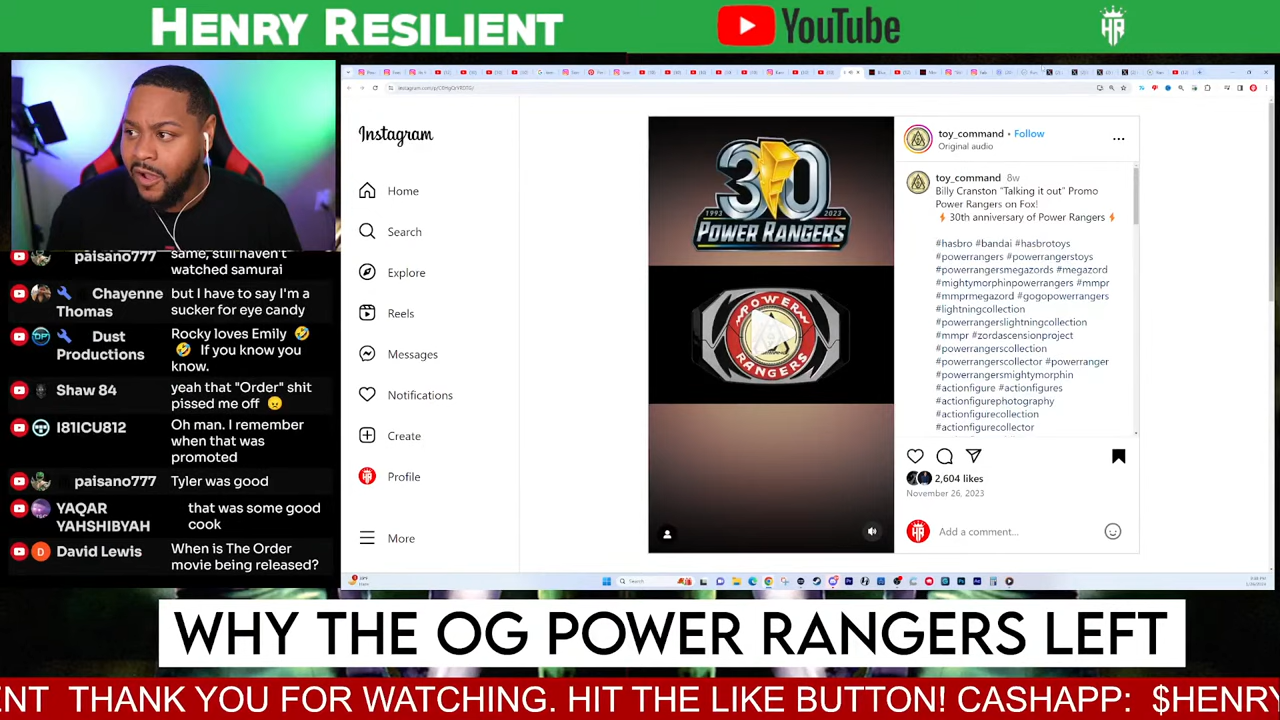 HENRY RESILIENT
YouTube
HR
Instagram
Home
Search
Explore
Reels
Messages
Notifications
Create
Profile
More
30
1993
2023
POWER RANGERS
POWER
RANGERS
toy_command • Follow
Original audio
toy_command 8w
Billy Cranston "Talking it out" Promo
Power Rangers on Fox!
⚡ 30th anniversary of Power Rangers ⚡
#hasbro #bandai #hasbrotoys
#powerrangers #powerrangerstoys
#powerrangersmegazords #megazord
#mightymorphinpowerrangers #mmpr
#mmprmegazord #gogopowerrangers
#lightningcollection
#powerrangerslightningcollection
#mmpr #zordascensionproject
#powerrangerscollection
#powerrangerscollector #powerranger
#powerrangersmightymorphin
#actionfigure #actionfigures
#actionfigurephotography
#actionfigurecollection
#actionfigurecollector
2,604 likes
November 26, 2023
Add a comment...
paisano777 same, still haven't
watched samurai
Chayenne Thomas but I have to say I'm a
sucker for eye candy
Dust Productions Rocky loves Emily 🤣
🤣 If you know you
know.
Shaw 84 yeah that "Order" shit
pissed me off 😠
I81ICU812 Oh man. I remember
when that was
promoted
paisano777 Tyler was good
YAQAR YAHSHIBYAH that was some good
cook
David Lewis When is The Order
movie being released?
Search
WHY THE OG POWER RANGERS LEFT
ENT THANK YOU FOR WATCHING. HIT THE LIKE BUTTON! CASHAPP: $HENRY